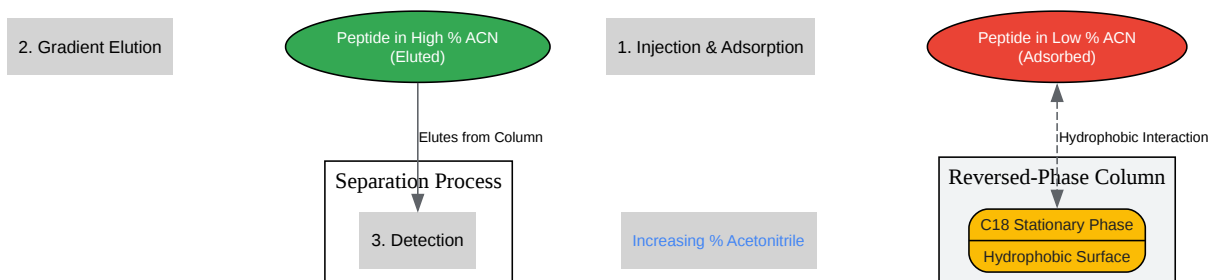 2. Gradient Elution
Peptide in High % ACN
(Eluted)
1. Injection & Adsorption
Peptide in Low % ACN
(Adsorbed)
Elutes from Column
Hydrophobic Interaction
Separation Process
Reversed-Phase Column
3. Detection
Increasing % Acetonitrile
C18 Stationary Phase
Hydrophobic Surface